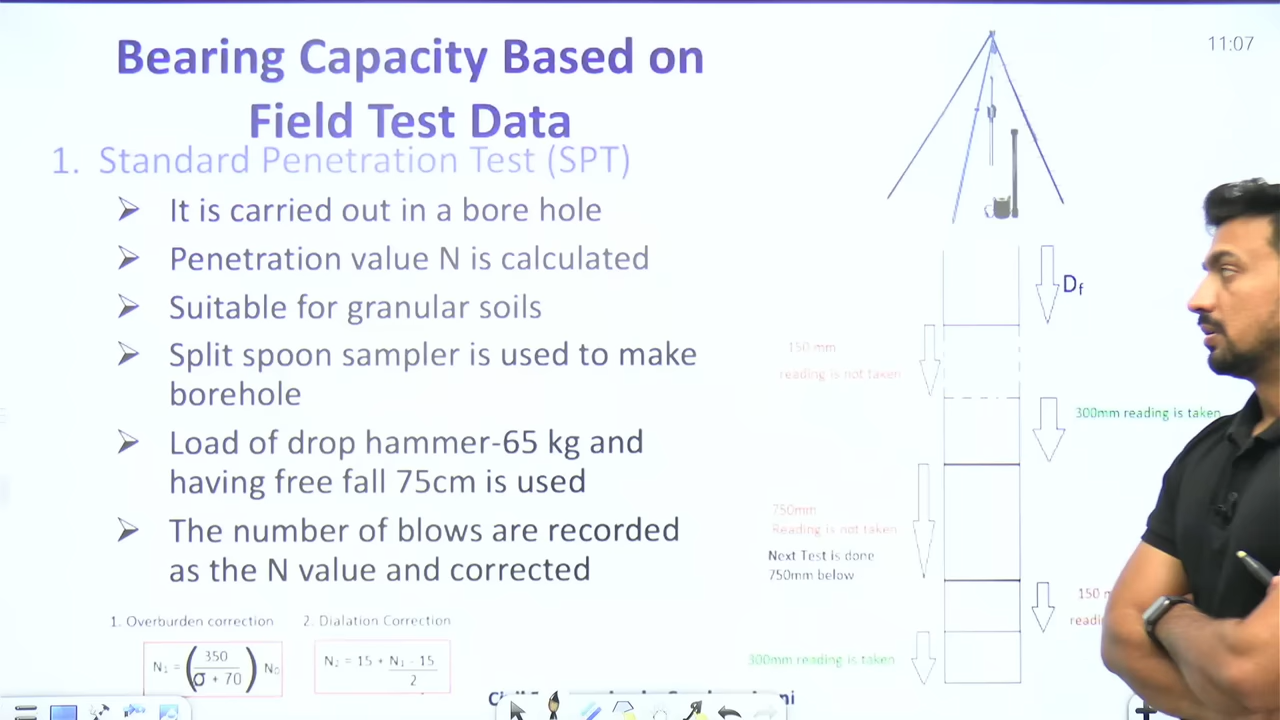 Bearing Capacity Based on
Field Test Data
11:07
1. Standard Penetration Test (SPT)
➢ It is carried out in a bore hole
➢ Penetration value N is calculated
➢ Suitable for granular soils
➢ Split spoon sampler is used to make
borehole
➢ Load of drop hammer-65 kg and
having free fall 75cm is used
➢ The number of blows are recorded
as the N value and corrected
1. Overburden correction
2. Dialation Correction
N₁ = (350 / σ + 70) N₀
N₂ = 15 + N₁ - 15 / 2
Df
150 mm
reading is not taken
300mm reading is taken
750mm
Reading is not taken
Next Test is done
750mm below
150
300mm reading is taken